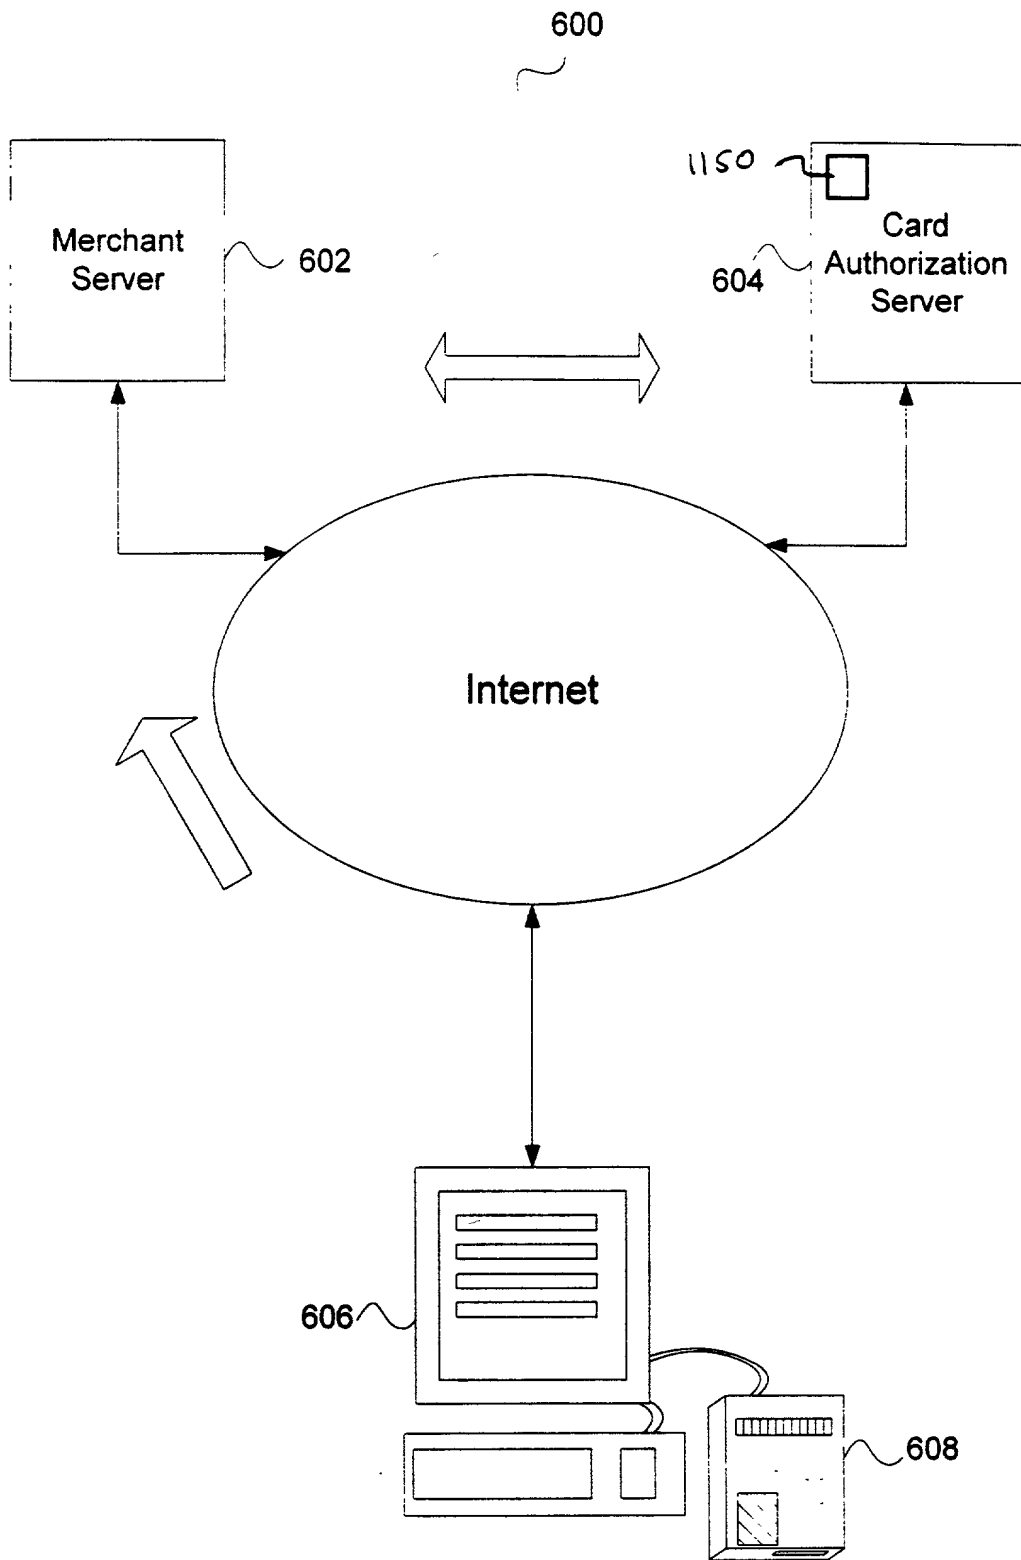 600
1150
Merchant
Server
602
604
Card
Authorization
Server
Internet
606
608